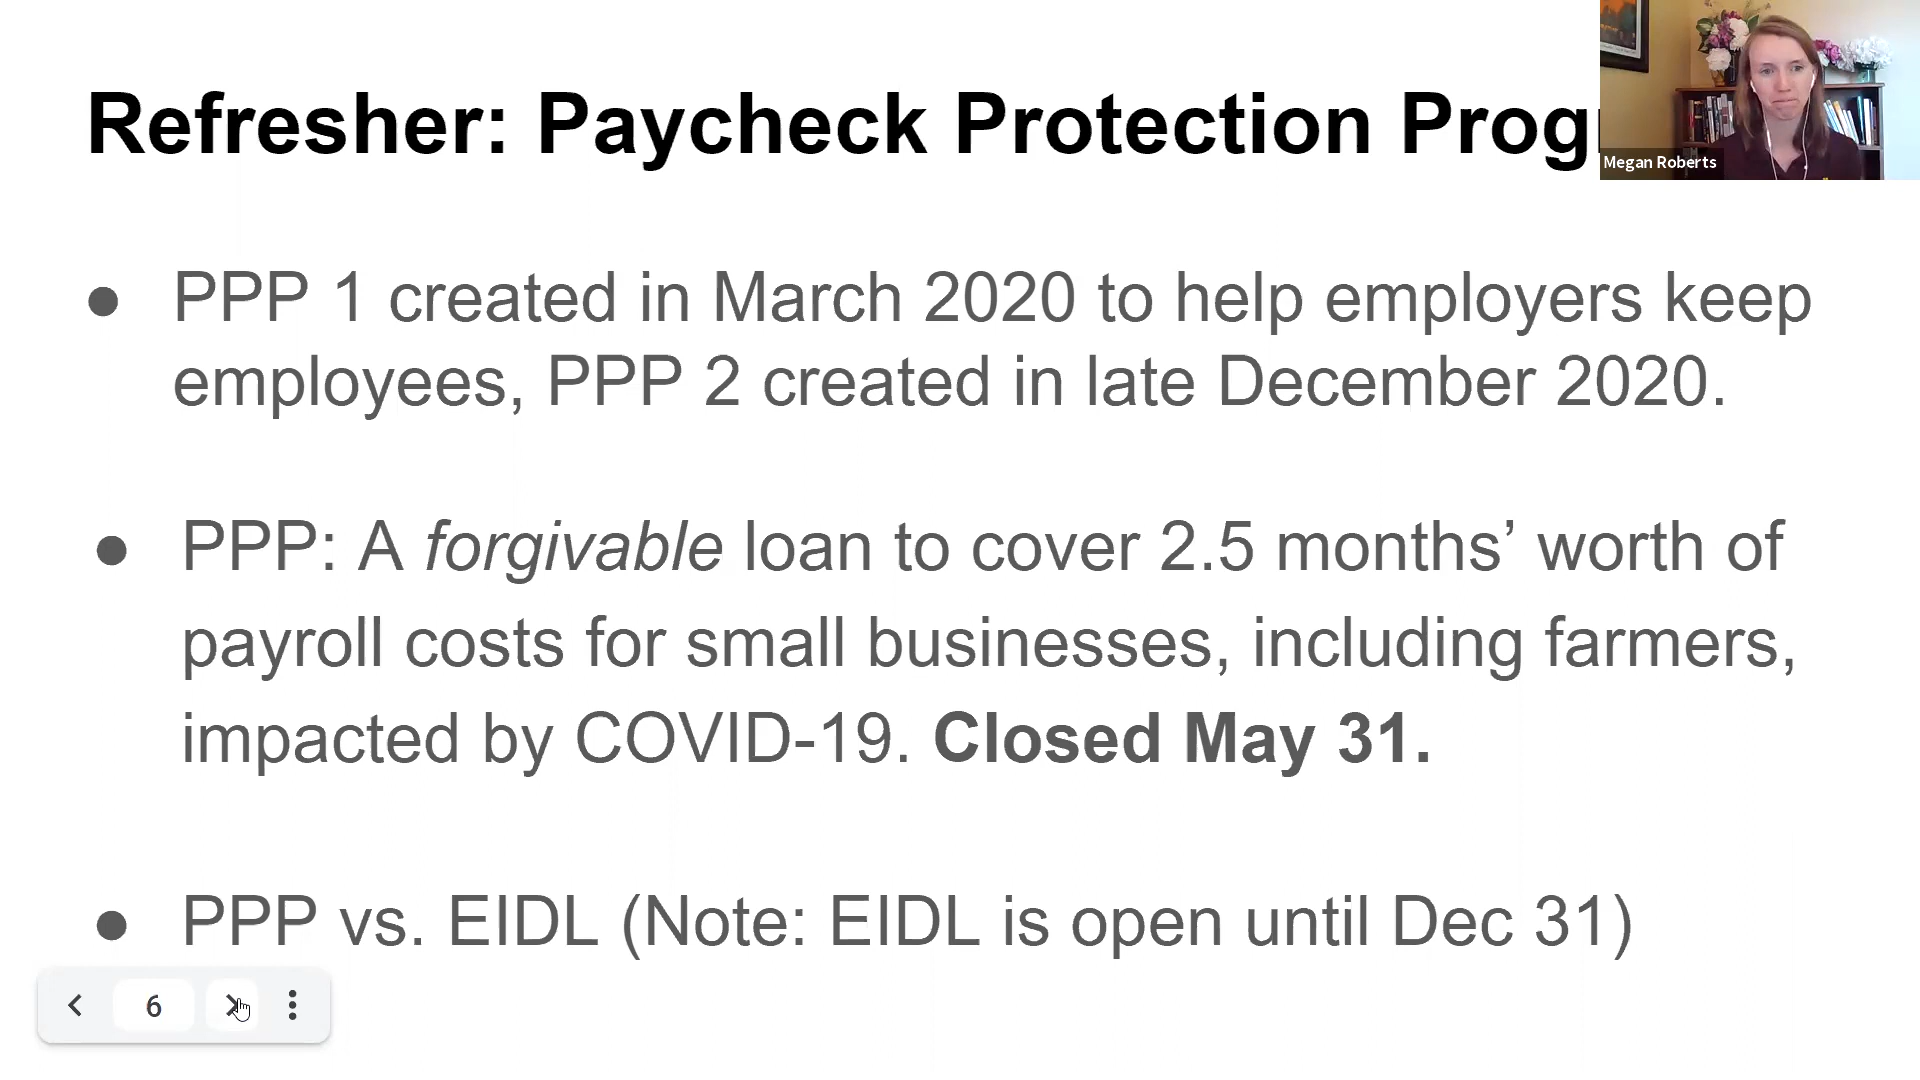 Refresher: Paycheck Protection Prog
Megan Roberts
● PPP 1 created in March 2020 to help employers keep
employees, PPP 2 created in late December 2020.
● PPP: A forgivable loan to cover 2.5 months’ worth of
payroll costs for small businesses, including farmers,
impacted by COVID-19. Closed May 31.
● PPP vs. EIDL (Note: EIDL is open until Dec 31)
6